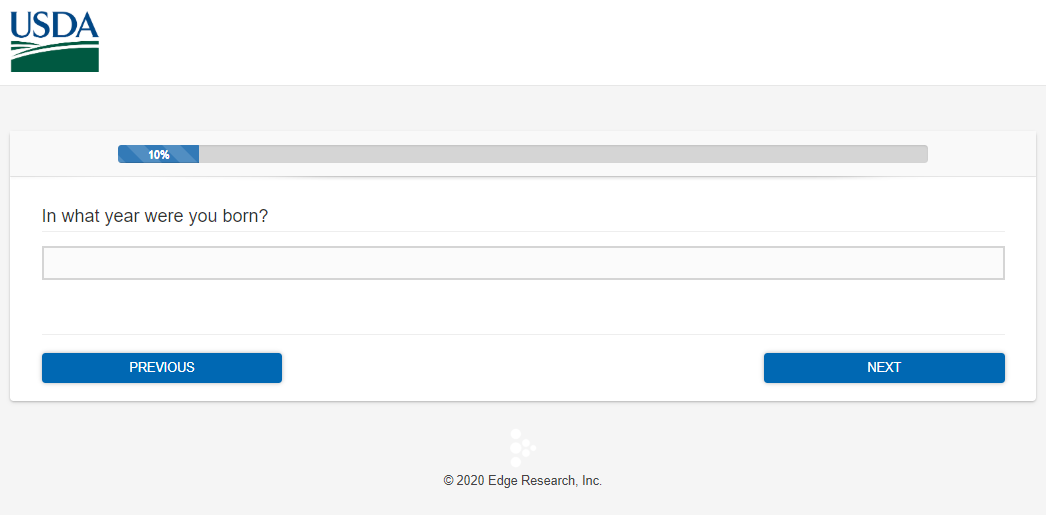 USDA
10%
In what year were you born?
PREVIOUS
NEXT
© 2020 Edge Research, Inc.